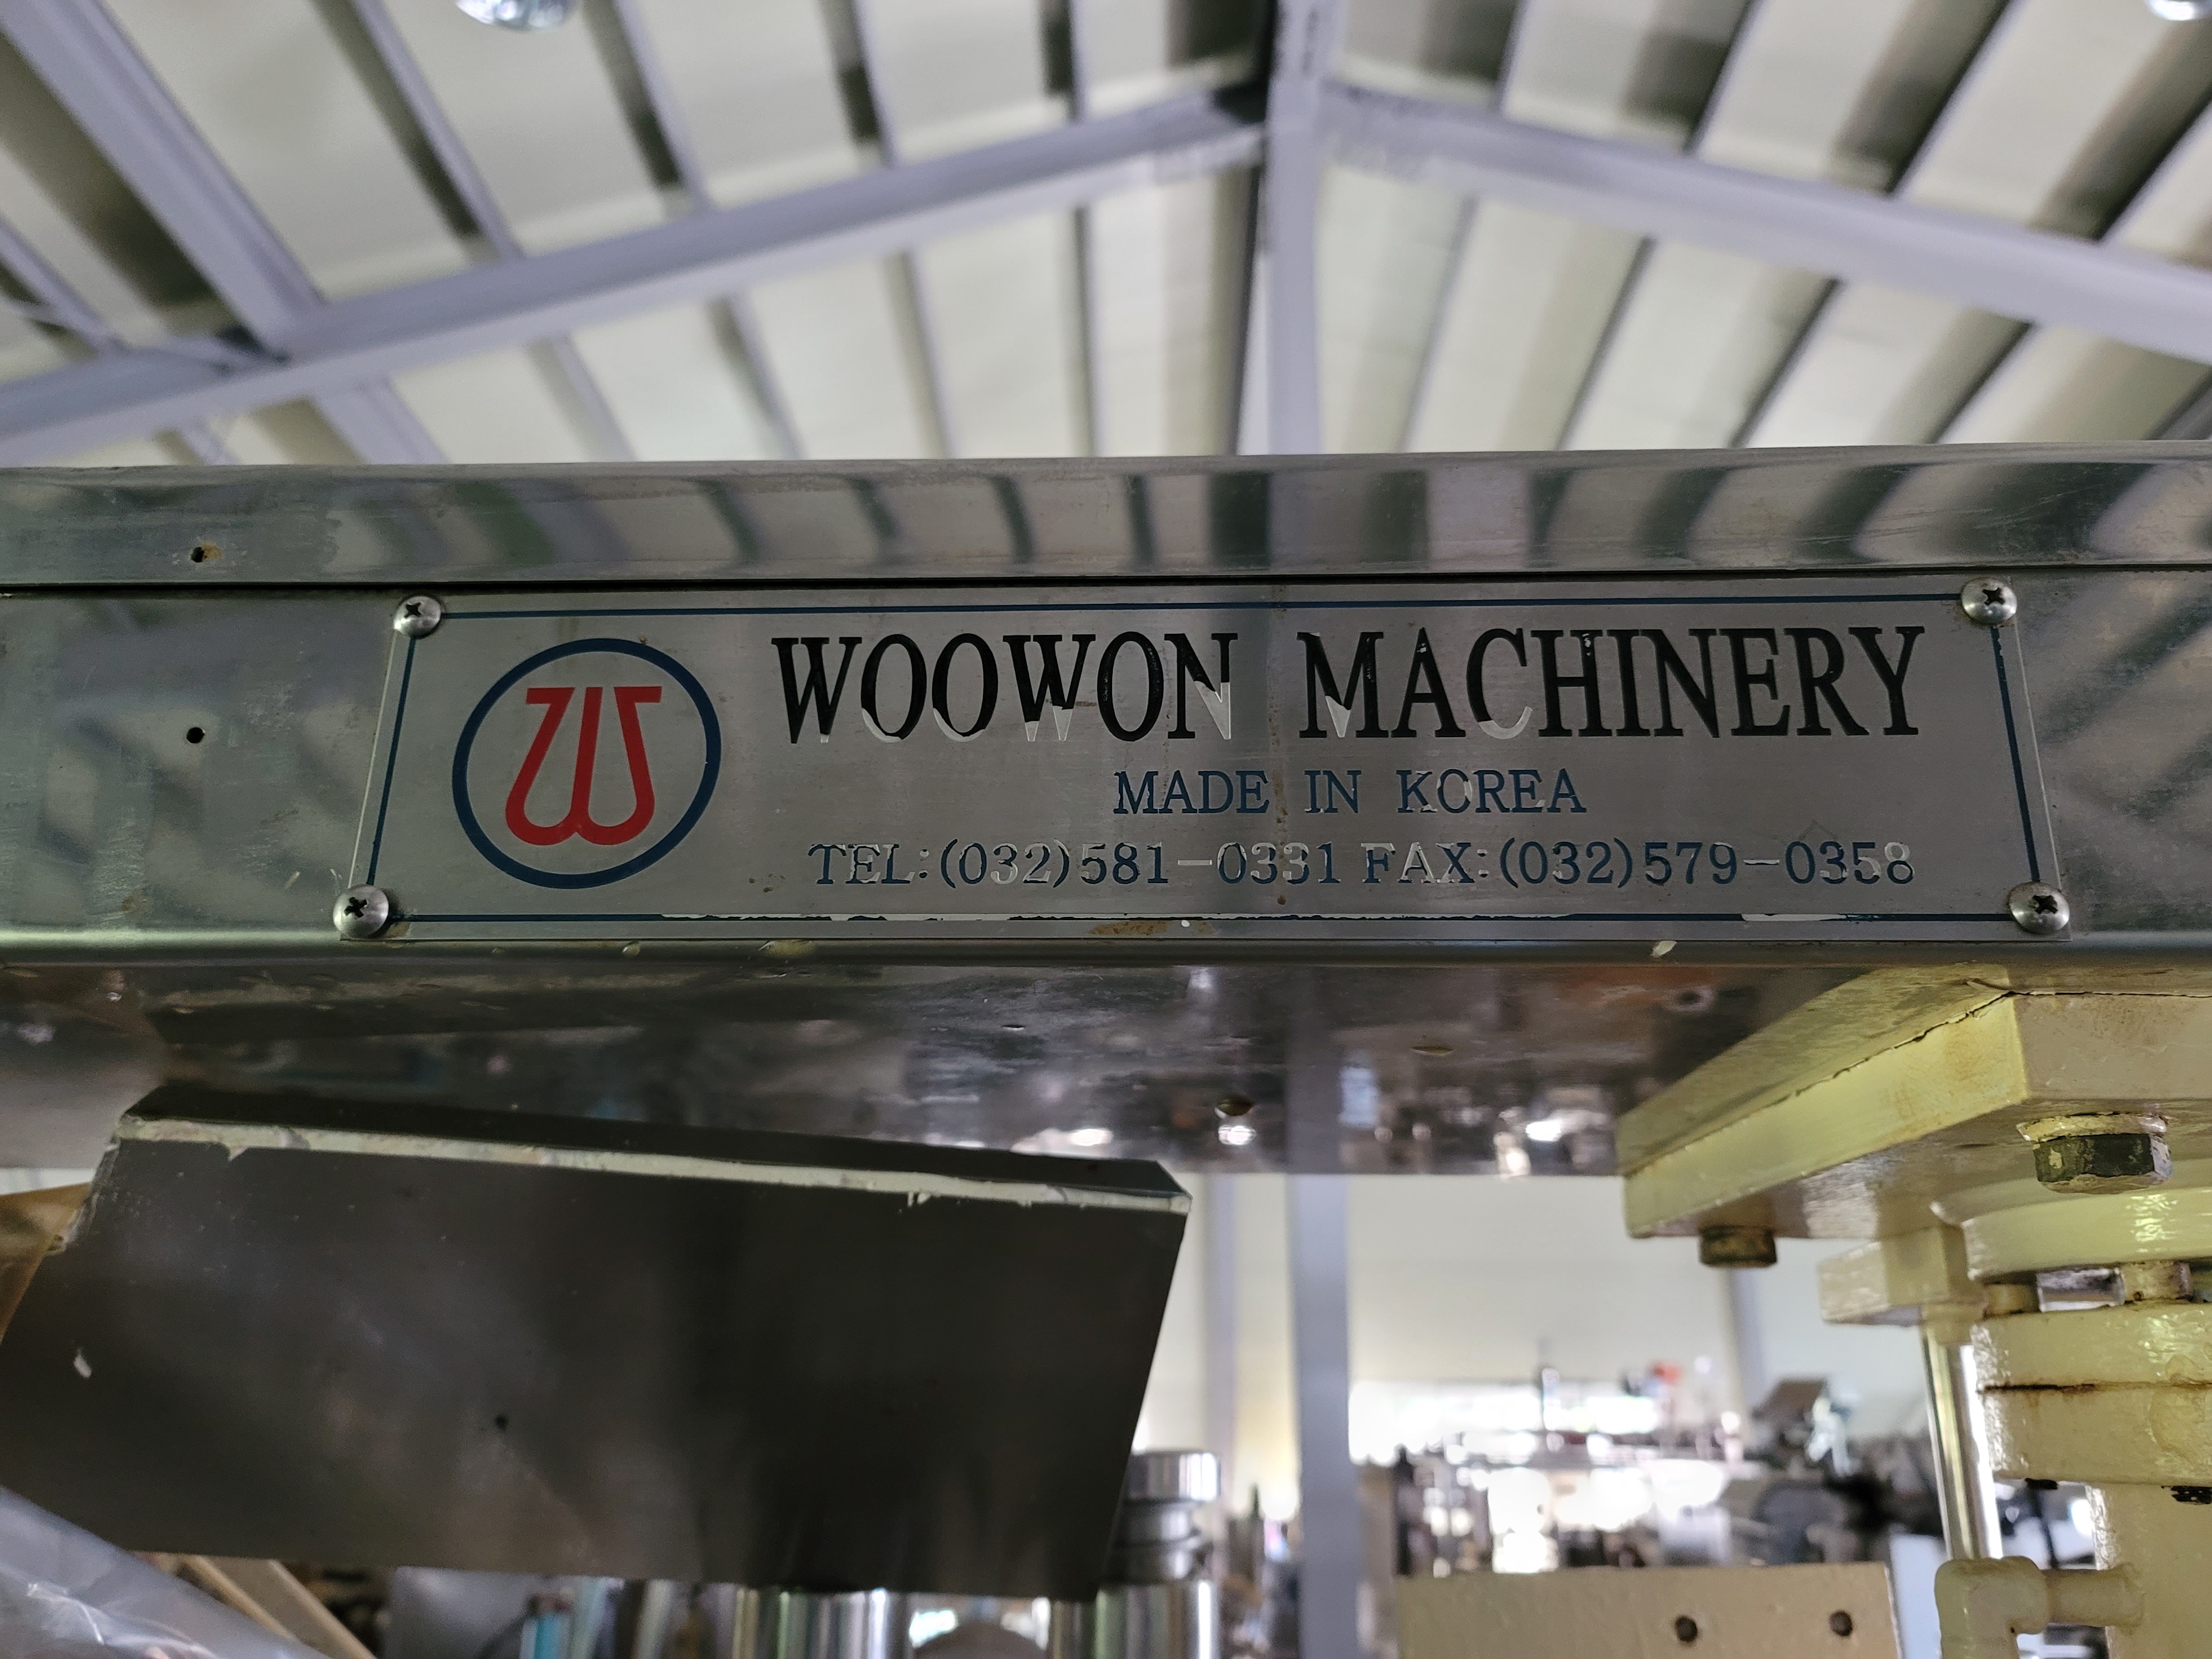 WOOWON MACHINERY
MADE IN KOREA
TEL:(032)581-0331 FAX:(032)579-0358